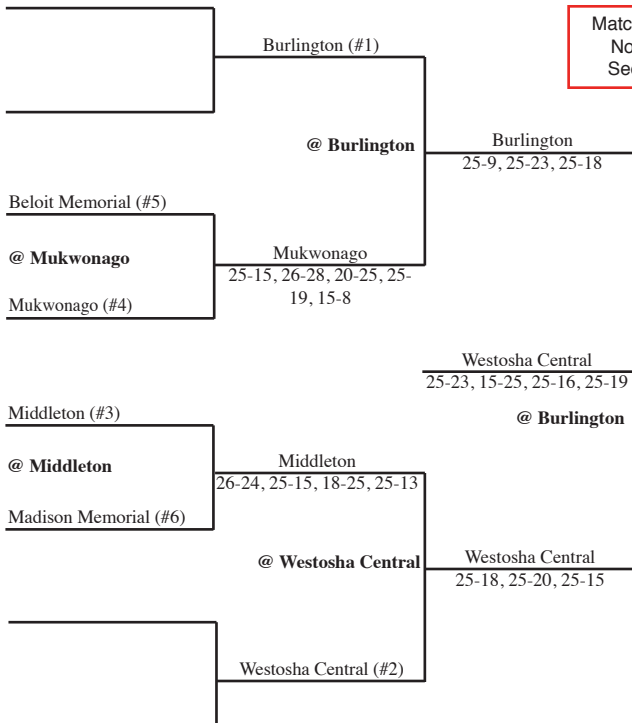 Burlington (#1)
@ Burlington
Burlington
25-9, 25-23, 25-18
Beloit Memorial (#5)
@ Mukwonago
Mukwonago (#4)
Mukwonago
25-15, 26-28, 20-25, 25-
19, 15-8
Westosha Central
25-23, 15-25, 25-16, 25-19
@ Burlington
Middleton (#3)
@ Middleton
Madison Memorial (#6)
Middleton
26-24, 25-15, 18-25, 25-13
@ Westosha Central
Westosha Central
25-18, 25-20, 25-15
Westosha Central (#2)